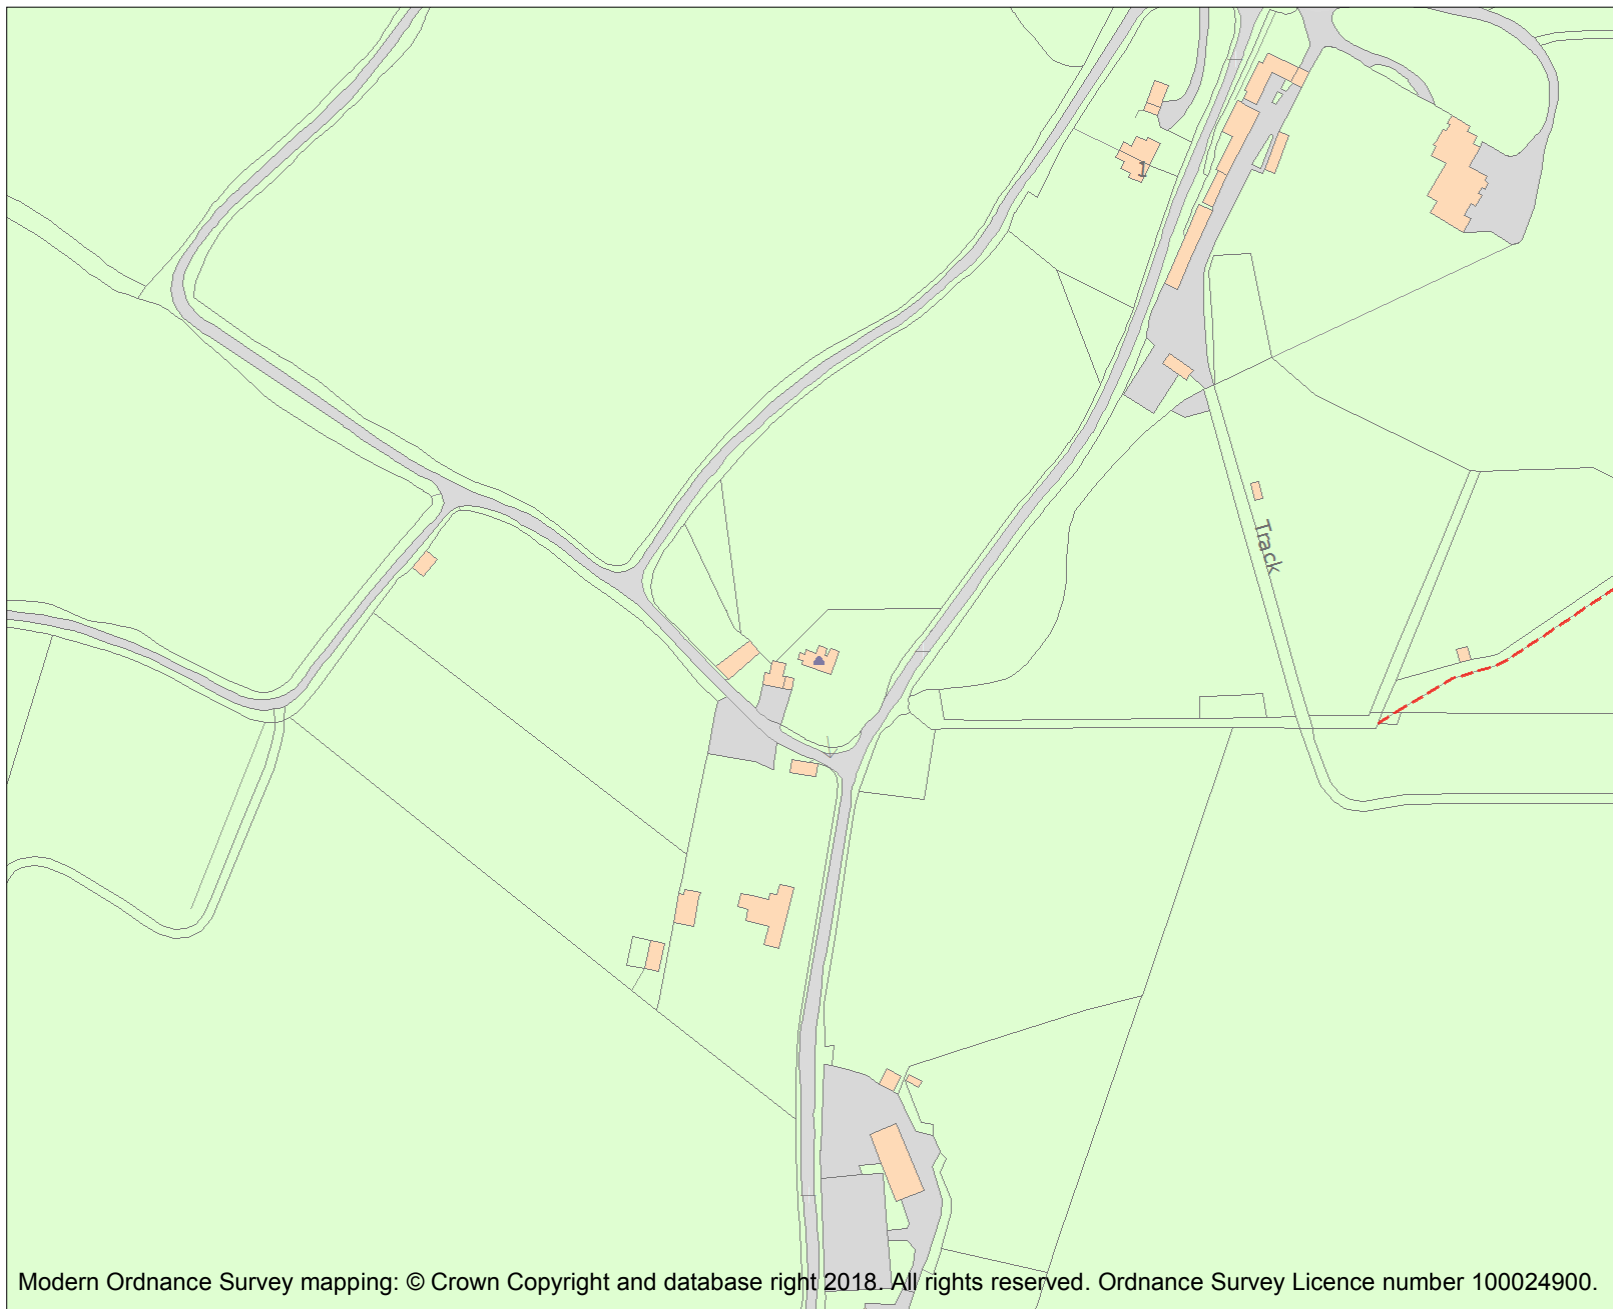 1
Track
Modern Ordnance Survey mapping: © Crown Copyright and database right 2018. All rights reserved. Ordnance Survey Licence number 100024900.